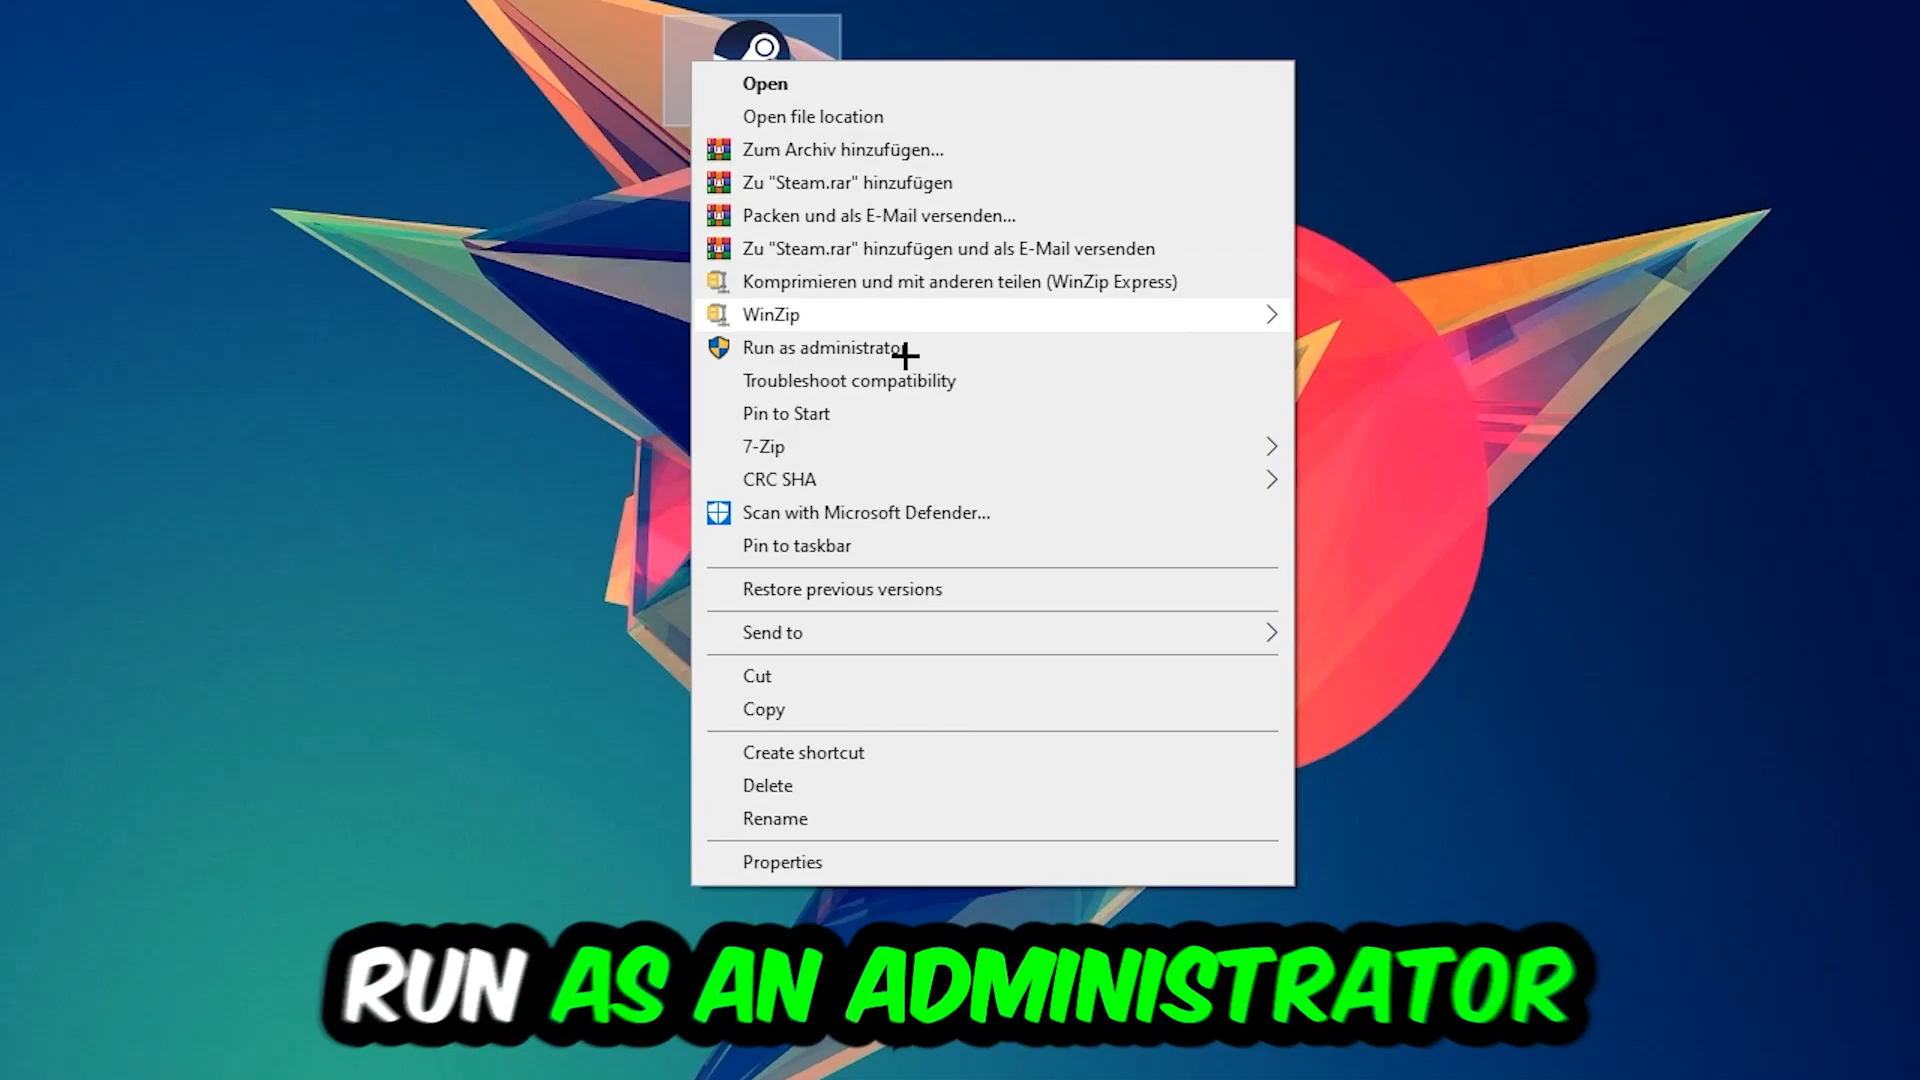 Open
Open file location
Zum Archiv hinzufügen...
Zu "Steam.rar" hinzufügen
Packen und als E-Mail versenden...
Zu "Steam.rar" hinzufügen und als E-Mail versenden
Komprimieren und mit anderen teilen (WinZip Express)
WinZip
Run as administrator
Troubleshoot compatibility
Pin to Start
7-Zip
CRC SHA
Scan with Microsoft Defender...
Pin to taskbar
Restore previous versions
Send to
Cut
Copy
Create shortcut
Delete
Rename
Properties
RUN AS AN ADMINISTRATOR